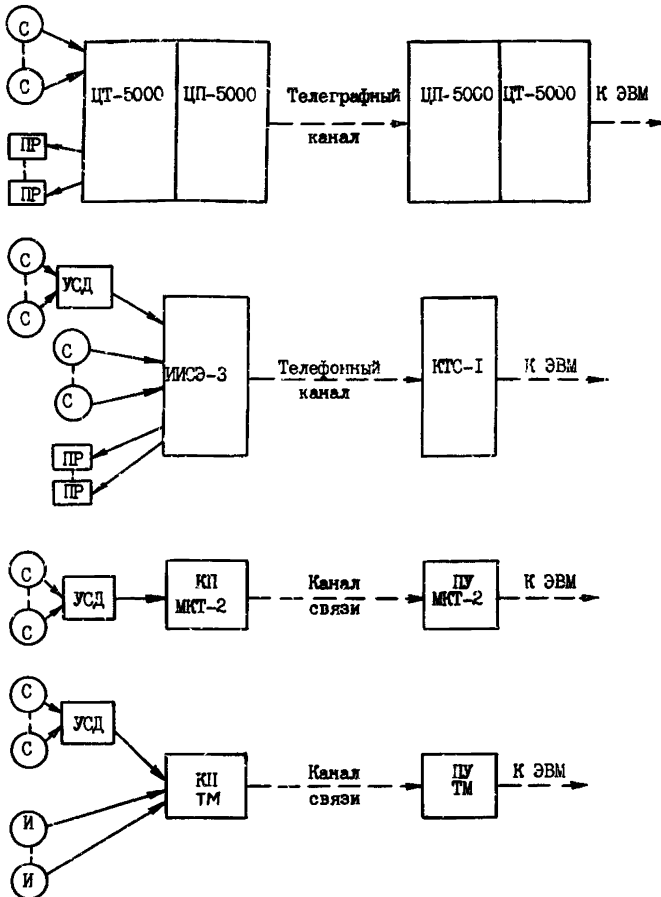 С
С
ПР
ПР
ЦТ-5000
ЦП-5000
Телеграфный
канал
ЦП-5000
ЦТ-5000
К ЭВМ
С
С
УСД
С
С
ПР
ПР
ИИСЭ-3
Телефонный
канал
КТС-I
К ЭВМ
С
С
УСД
КП
МКТ-2
Канал
связи
ПУ
МКТ-2
К ЭВМ
С
С
УСД
И
И
КП
ТМ
Канал
связи
ПУ
ТМ
К ЭВМ